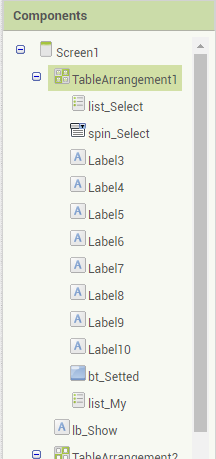 Components
Screen1
TableArrangement1
list_Select
spin_Select
Label3
Label4
Label5
Label6
Label7
Label8
Label9
Label10
bt_Setted
list_My
lb_Show
TableArrangement2